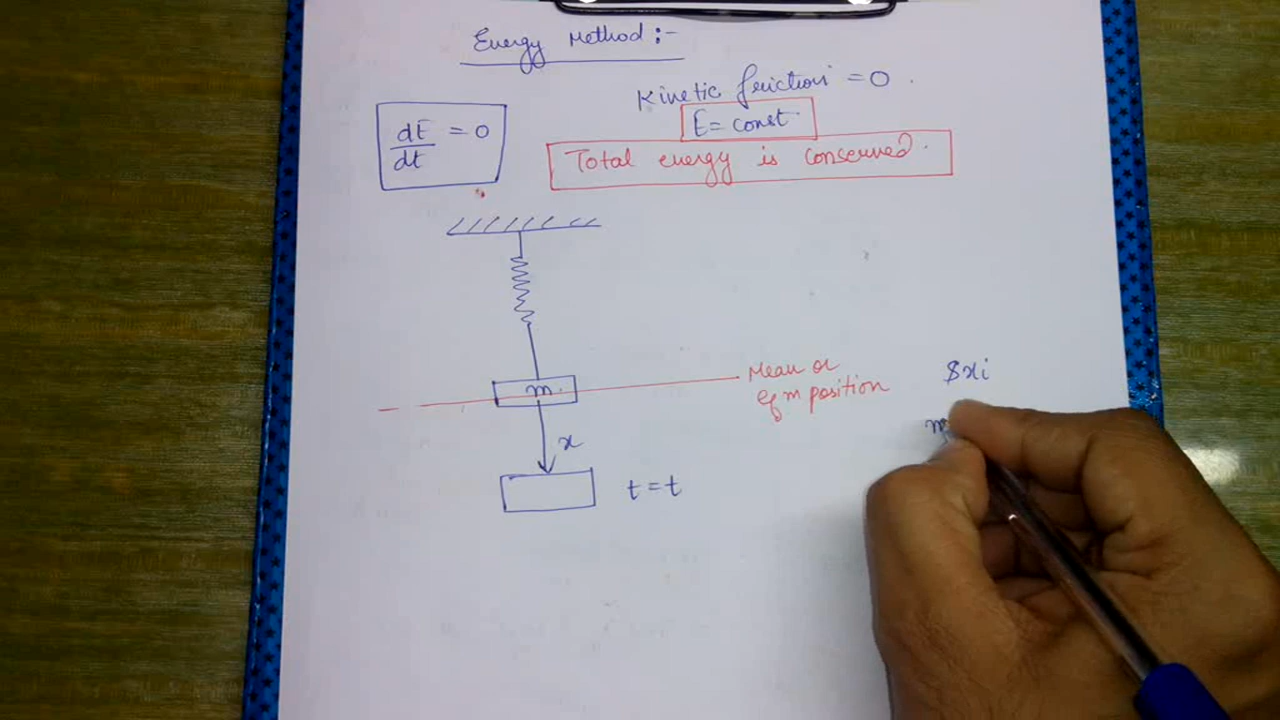 Energy Method :-
Kinetic friction = 0 .
E = const.
dE/dt = 0
Total energy is conserved.
Mean or
eqm position
m
x
t = t
m